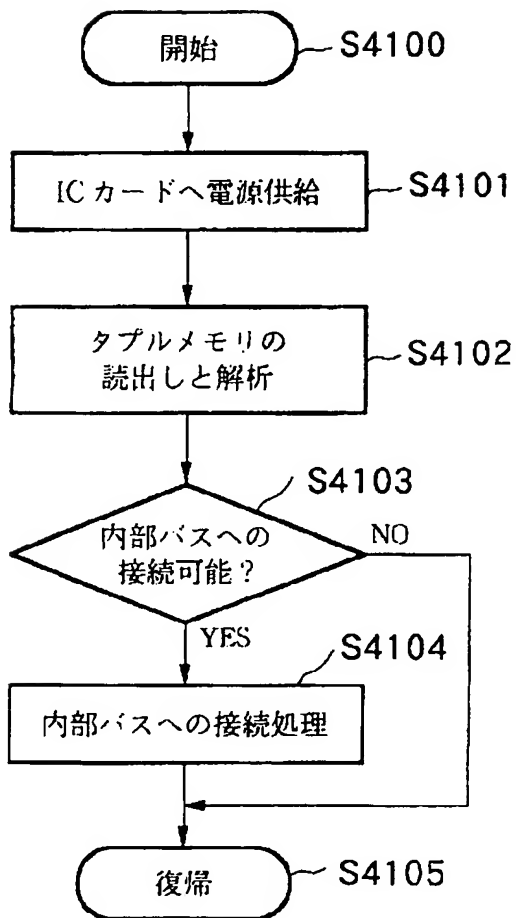 開始
S4100
ICカードへ電源供給
S4101
タプルメモリの
読出しと解析
S4102
S4103
内部バスへの
接続可能?
NO
YES
S4104
内部バスへの接続処理
復帰
S4105